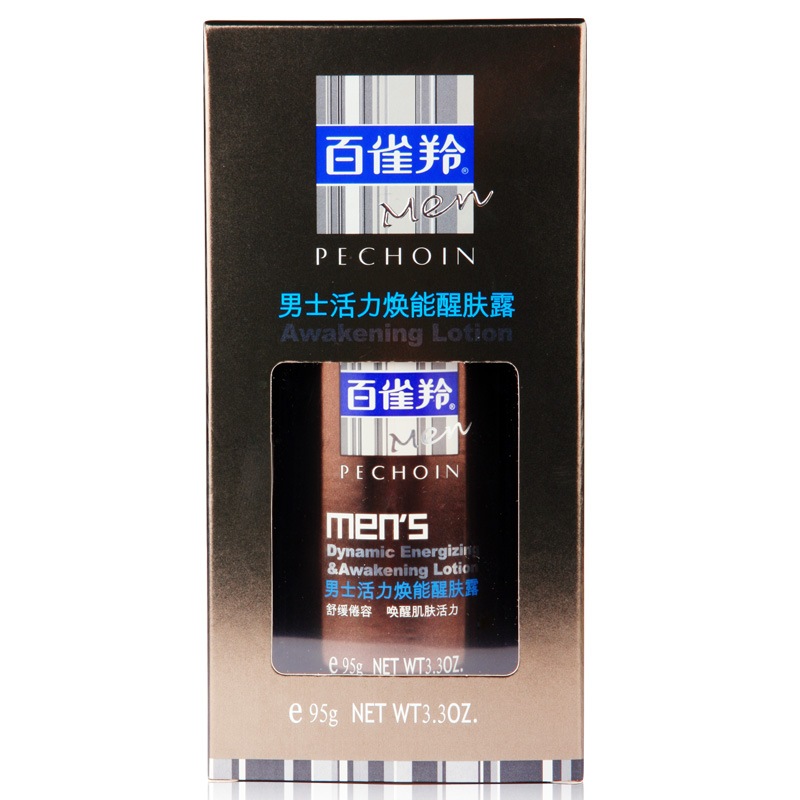 百雀羚®
Men
PECHOIN
男士活力焕能醒肤露
Awakening Lotion
百雀羚®
Men
PECHOIN
men's
Dynamic Energizing
&Awakening Lotion
男士活力焕能醒肤露
舒缓倦容 唤醒肌肤活力
e 95g NET WT3.3OZ.
e 95g NET WT3.3OZ.